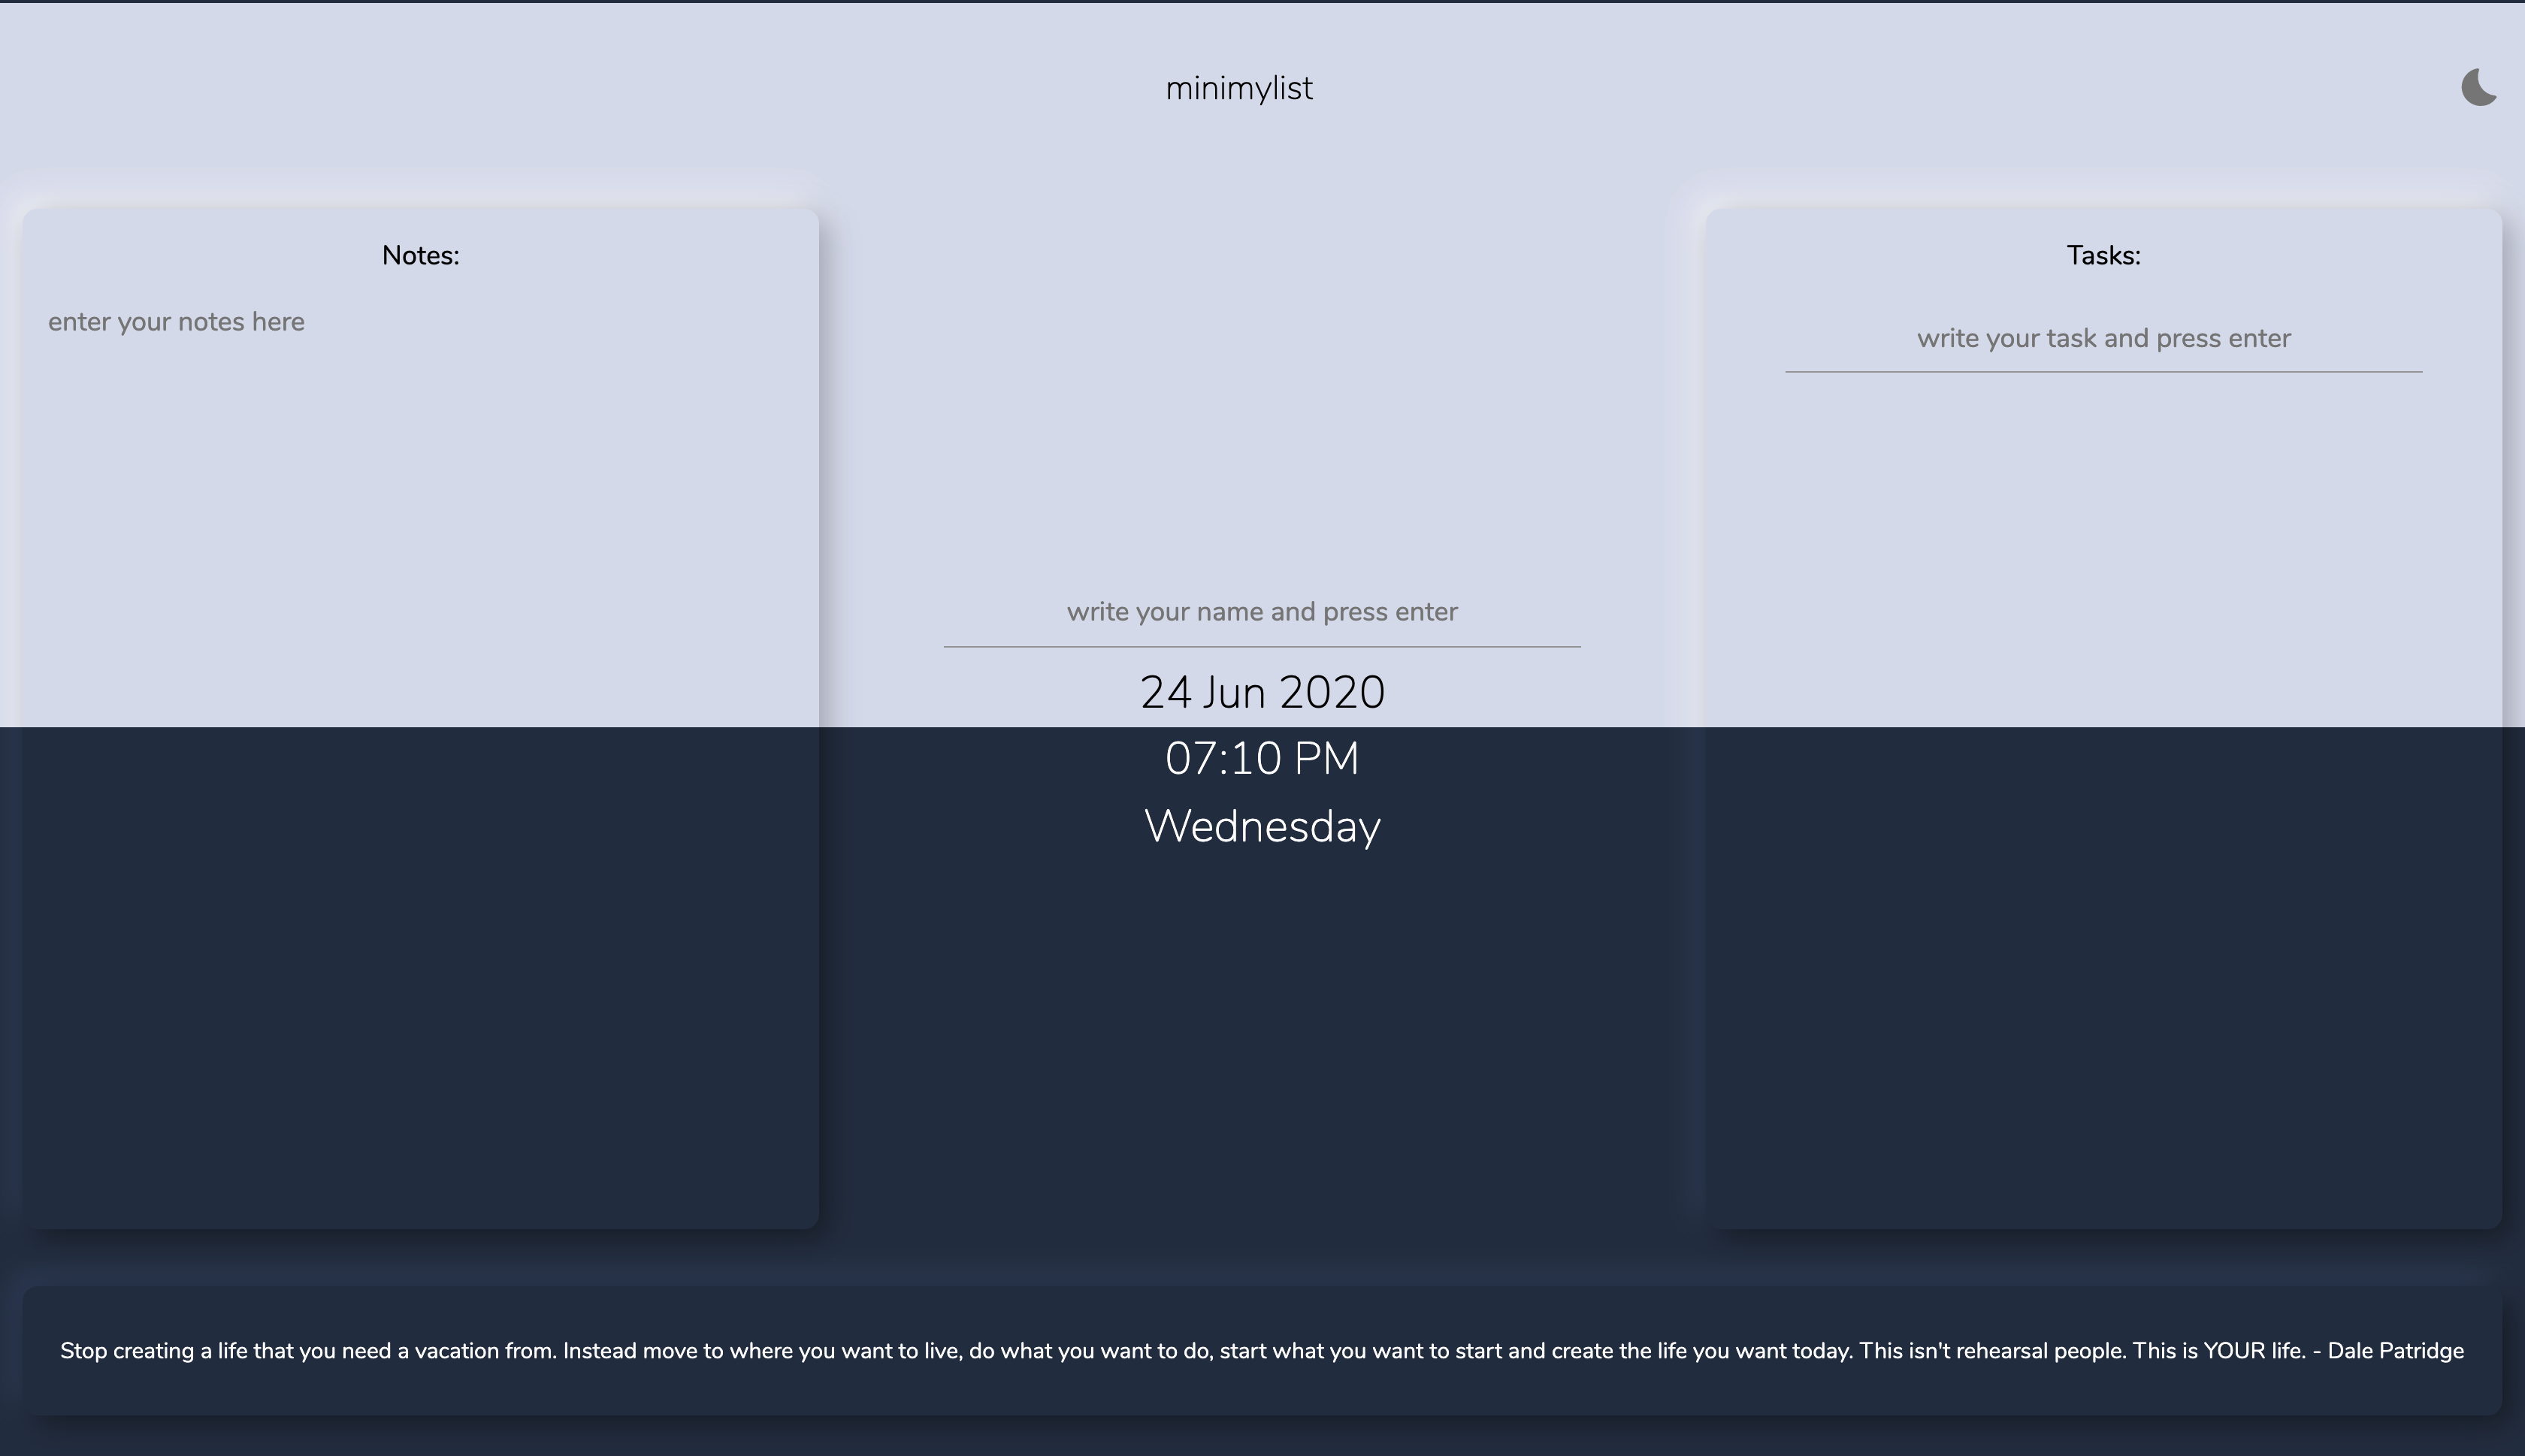 minimylist
Notes:
enter your notes here
Tasks:
write your task and press enter
write your name and press enter
24 Jun 2020
07:10 PM
Wednesday
Stop creating a life that you need a vacation from. Instead move to where you want to live, do what you want to do, start what you want to start and create the life you want today. This isn't rehearsal people. This is YOUR life. - Dale Patridge